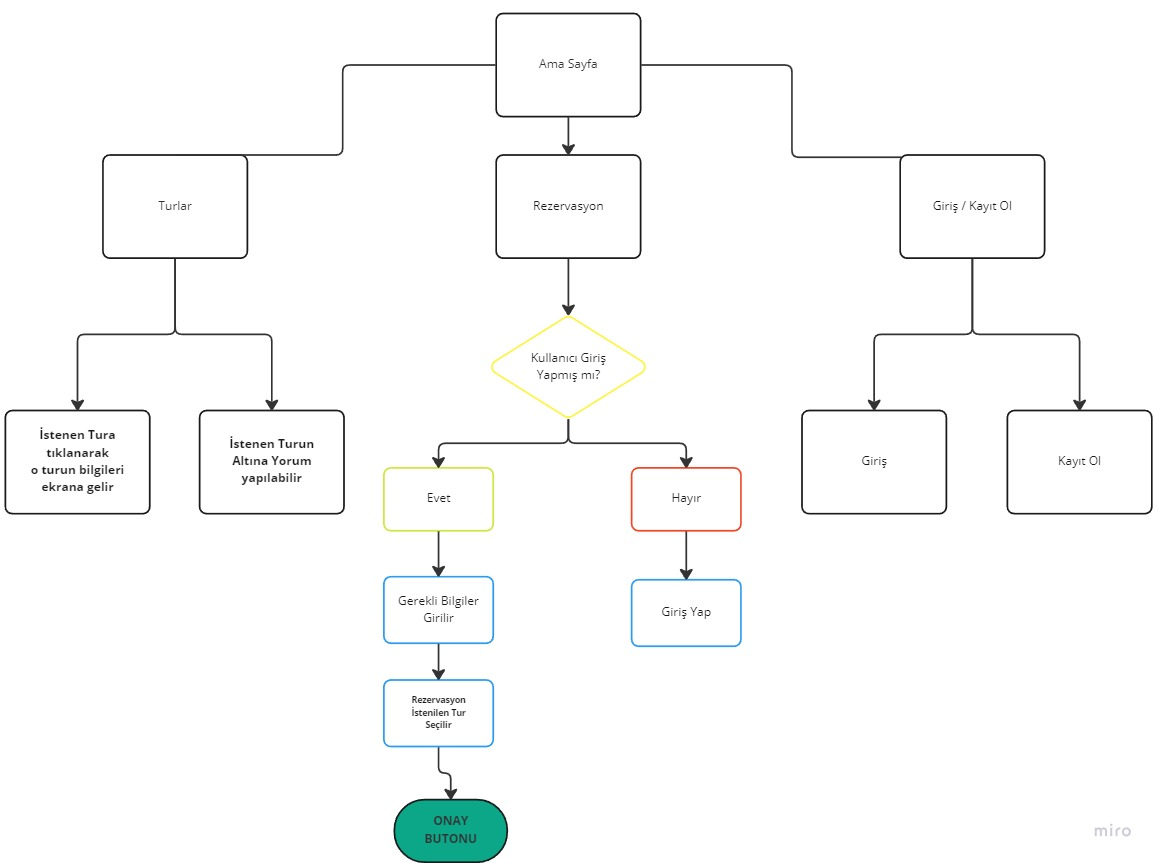 Ama Sayfa
Turlar
Rezervasyon
Giriş / Kayıt Ol
Kullanıcı Giriş
Yapmış mı?
İstenen Tura
tıklanarak
o turun bilgileri
ekrana gelir
İstenen Turun
Altına Yorum
yapılabilir
Giriş
Kayıt Ol
Evet
Hayır
Gerekli Bilgiler
Girilir
Giriş Yap
Rezervasyon
İstenilen Tur
Seçilir
ONAY
BUTONU
miro